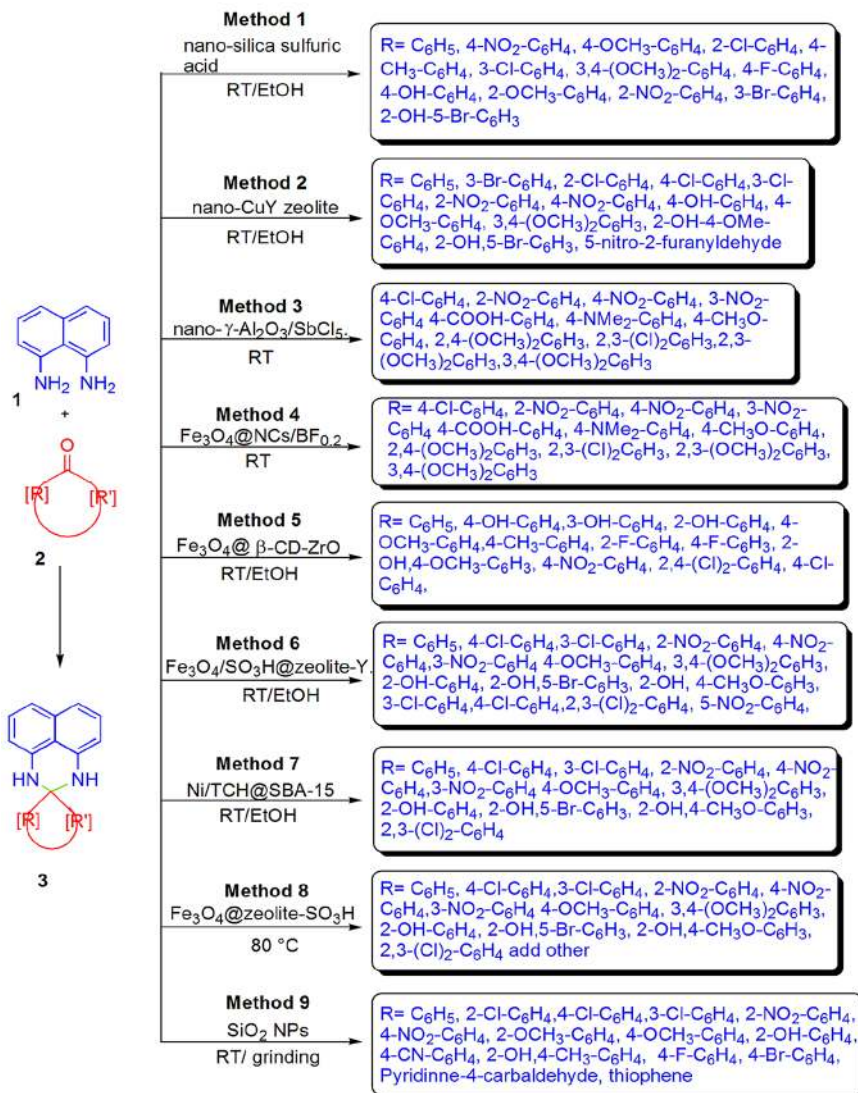 Method 1
nano-silica sulfuric
acid
RT/EtOH
R= C6H5, 4-NO2-C6H4, 4-OCH3-C6H4, 2-Cl-C6H4, 4-
CH3-C6H4, 3-Cl-C6H4, 3,4-(OCH3)2-C6H4, 4-F-C6H4,
4-OH-C6H4, 2-OCH3-C6H4, 2-NO2-C6H4, 3-Br-C6H4,
2-OH-5-Br-C6H3
Method 2
nano-CuY zeolite
RT/EtOH
R= C6H5, 3-Br-C6H4, 2-Cl-C6H4, 4-Cl-C6H4,3-Cl-
C6H4, 2-NO2-C6H4, 4-NO2-C6H4, 4-OH-C6H4, 4-
OCH3-C6H4, 3,4-(OCH3)2C6H3, 2-OH-4-OMe-
C6H4, 2-OH,5-Br-C6H3, 5-nitro-2-furanyldehyde
Method 3
nano-γ-Al2O3/SbCl5.
RT
4-Cl-C6H4, 2-NO2-C6H4, 4-NO2-C6H4, 3-NO2-
C6H4 4-COOH-C6H4, 4-NMe2-C6H4, 4-CH3O-
C6H4, 2,4-(OCH3)2C6H3, 2,3-(Cl)2C6H3,2,3-
(OCH3)2C6H3,3,4-(OCH3)2C6H3
NH2 NH2
1
+
Method 4
Fe3O4@NCs/BF0.2
RT
R= 4-Cl-C6H4, 2-NO2-C6H4, 4-NO2-C6H4, 3-NO2-
C6H4 4-COOH-C6H4, 4-NMe2-C6H4, 4-CH3O-C6H4,
2,4-(OCH3)2C6H3, 2,3-(Cl)2C6H3, 2,3-(OCH3)2C6H3,
3,4-(OCH3)2C6H3
O
[R] [R']
2
Method 5
Fe3O4@ β-CD-ZrO
RT/EtOH
R= C6H5, 4-OH-C6H4,3-OH-C6H4, 2-OH-C6H4, 4-
OCH3-C6H4,4-CH3-C6H4, 2-F-C6H4, 4-F-C6H3, 2-
OH,4-OCH3-C6H3, 4-NO2-C6H4, 2,4-(Cl)2-C6H4, 4-Cl-
C6H4,
Method 6
Fe3O4/SO3H@zeolite-Y.
RT/EtOH
R= C6H5, 4-Cl-C6H4,3-Cl-C6H4, 2-NO2-C6H4, 4-NO2-
C6H4,3-NO2-C6H4 4-OCH3-C6H4, 3,4-(OCH3)2C6H3,
2-OH-C6H4, 2-OH,5-Br-C6H3, 2-OH, 4-CH3O-C6H3,
3-Cl-C6H4,4-Cl-C6H4,2,3-(Cl)2-C6H4, 5-NO2-C6H4,
NH NH
[R] [R']
3
Method 7
Ni/TCH@SBA-15
RT/EtOH
R= C6H5, 4-Cl-C6H4, 3-Cl-C6H4, 2-NO2-C6H4, 4-NO2-
C6H4,3-NO2-C6H4 4-OCH3-C6H4, 3,4-(OCH3)2C6H3,
2-OH-C6H4, 2-OH,5-Br-C6H3, 2-OH,4-CH3O-C6H3,
2,3-(Cl)2-C6H4
Method 8
Fe3O4@zeolite-SO3H
80 °C
R= C6H5, 4-Cl-C6H4,3-Cl-C6H4, 2-NO2-C6H4, 4-NO2-
C6H4,3-NO2-C6H4 4-OCH3-C6H4, 3,4-(OCH3)2C6H3,
2-OH-C6H4, 2-OH,5-Br-C6H3, 2-OH,4-CH3O-C6H3,
2,3-(Cl)2-C6H4 add other
Method 9
SiO2 NPs
RT/ grinding
R= C6H5, 2-Cl-C6H4,4-Cl-C6H4,3-Cl-C6H4, 2-NO2-C6H4,
4-NO2-C6H4, 2-OCH3-C6H4, 4-OCH3-C6H4, 2-OH-C6H4,
4-CN-C6H4, 2-OH,4-CH3-C6H4, 4-F-C6H4, 4-Br-C6H4,
Pyridinne-4-carbaldehyde, thiophene